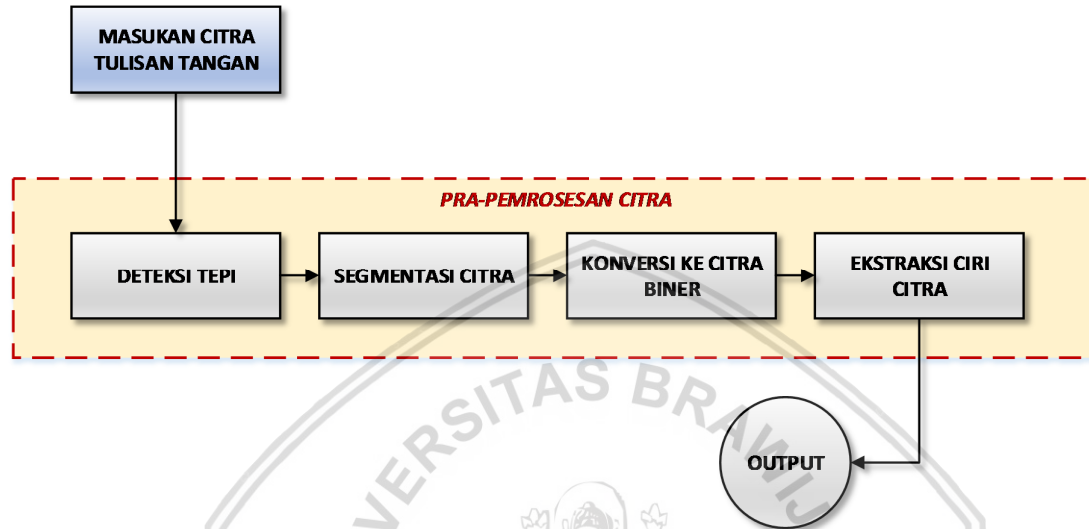 MASUKAN CITRA
TULISAN TANGAN
PRA-PEMROSESAN CITRA
DETEKSI TEPI
SEGMENTASI CITRA
KONVERSI KE CITRA
BINER
EKSTRAKSI CIRI
CITRA
VERSITAS BRAWIJ
OUTPUT